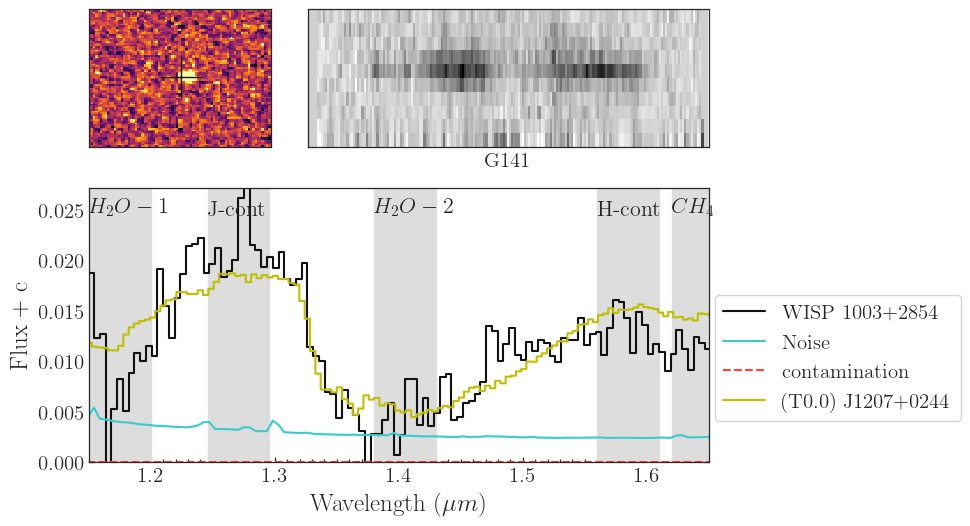 G141
H₂O − 1 J-cont H₂O − 2 H-cont CH₄
0.025
0.020
0.015
0.010
0.005
0.000
Flux + c
1.2 1.3 1.4 1.5 1.6
Wavelength (μm)
WISP 1003+2854
Noise
contamination
(T0.0) J1207+0244